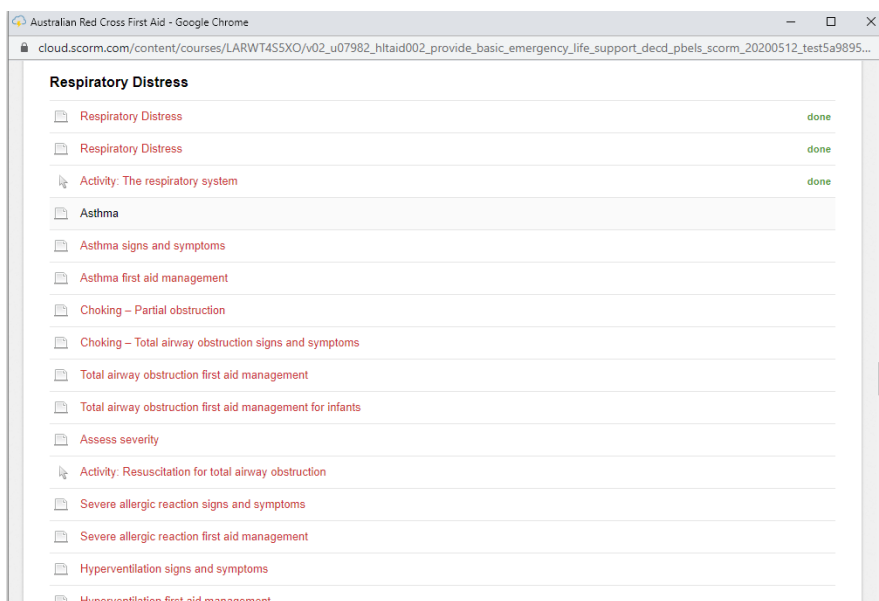 Australian Red Cross First Aid - Google Chrome
cloud.scorm.com/content/courses/LARWT4S5XO/v02_u07982_hltaid002_provide_basic_emergency_life_support_decd_pbels_scorm_20200512_test5a9895...
Respiratory Distress
Respiratory Distress done
Respiratory Distress done
Activity: The respiratory system done
Asthma
Asthma signs and symptoms
Asthma first aid management
Choking – Partial obstruction
Choking – Total airway obstruction signs and symptoms
Total airway obstruction first aid management
Total airway obstruction first aid management for infants
Assess severity
Activity: Resuscitation for total airway obstruction
Severe allergic reaction signs and symptoms
Severe allergic reaction first aid management
Hyperventilation signs and symptoms
Hyperventilation first aid management